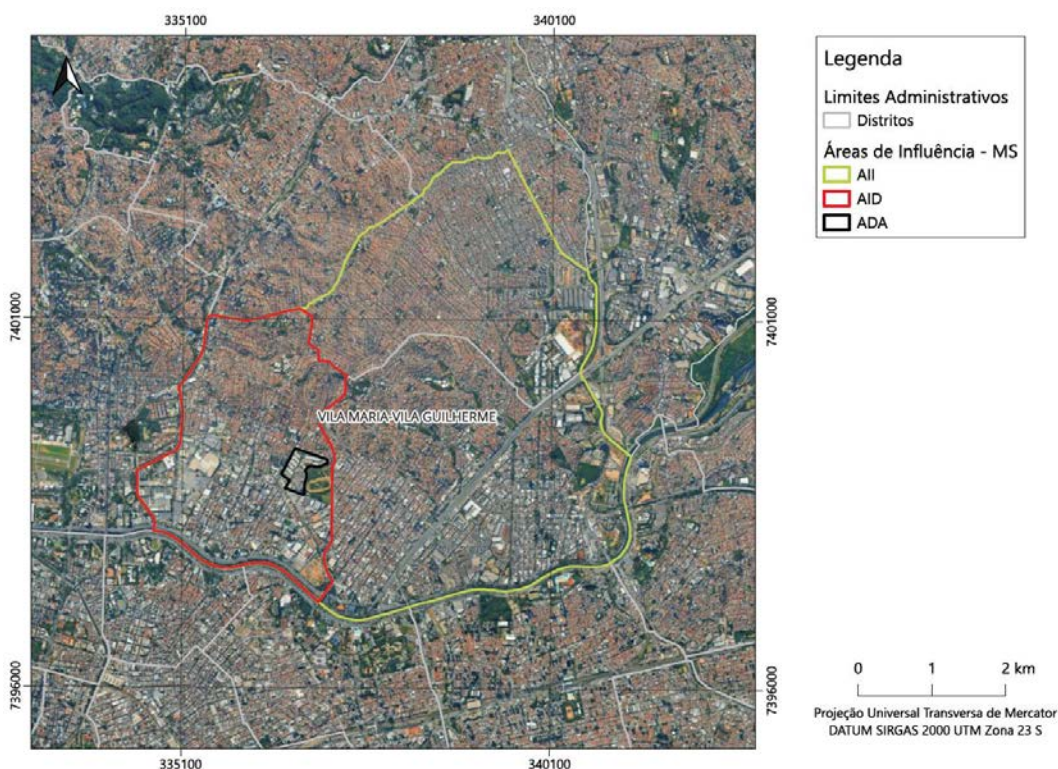 335100
340100
7401000
7401000
VILA MARIA-VILA GUILHERME
7396000
7396000
335100
340100
Legenda
Limites Administrativos
Distritos
Áreas de Influência - MS
AII
AID
ADA
0 1 2 km
Projeção Universal Transversa de Mercator
DATUM SIRGAS 2000 UTM Zona 23 S